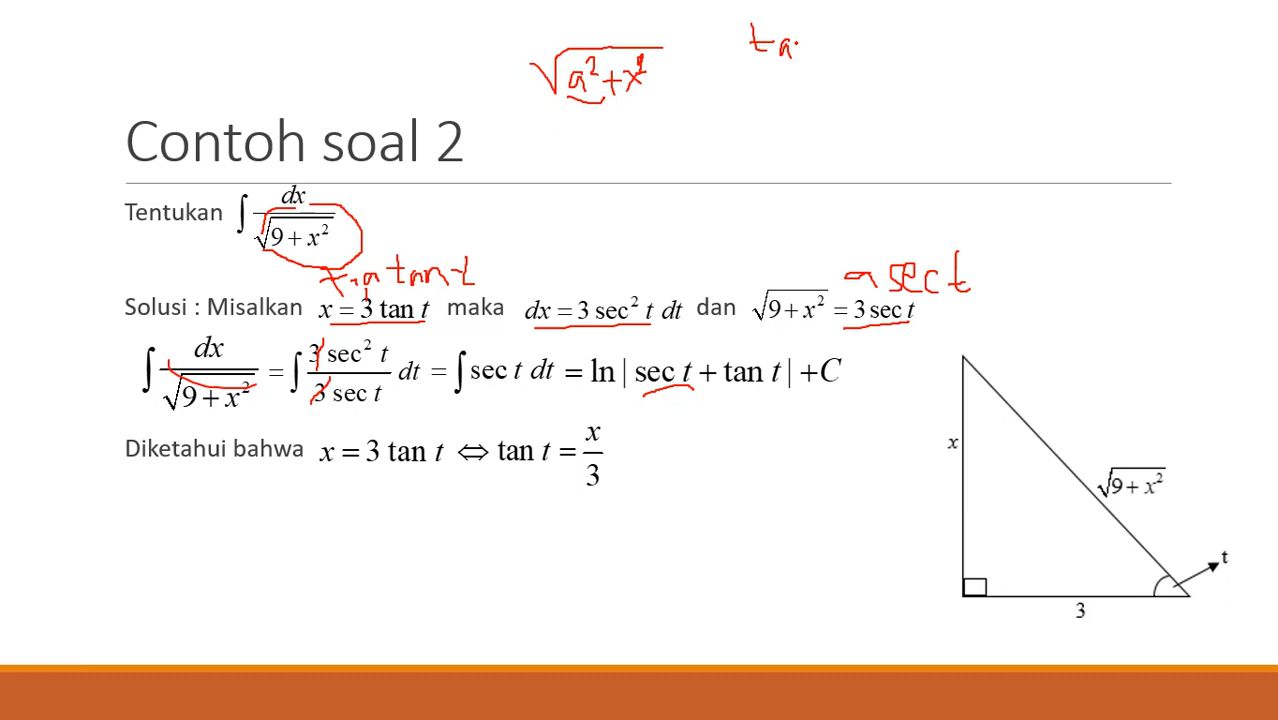 √(a²+x²) ta
Contoh soal 2
Tentukan ∫ dx/√(9 + x²)
x = a tan t a sec t
Solusi : Misalkan x = 3 tan t maka dx = 3 sec² t dt dan √(9 + x²) = 3 sec t
∫ dx/√(9 + x²) = ∫ (3 sec² t)/(3 sec t) dt = ∫ sec t dt = ln | sec t + tan t | + C
Diketahui bahwa x = 3 tan t ⇔ tan t = x/3
x
√(9 + x²)
t
3